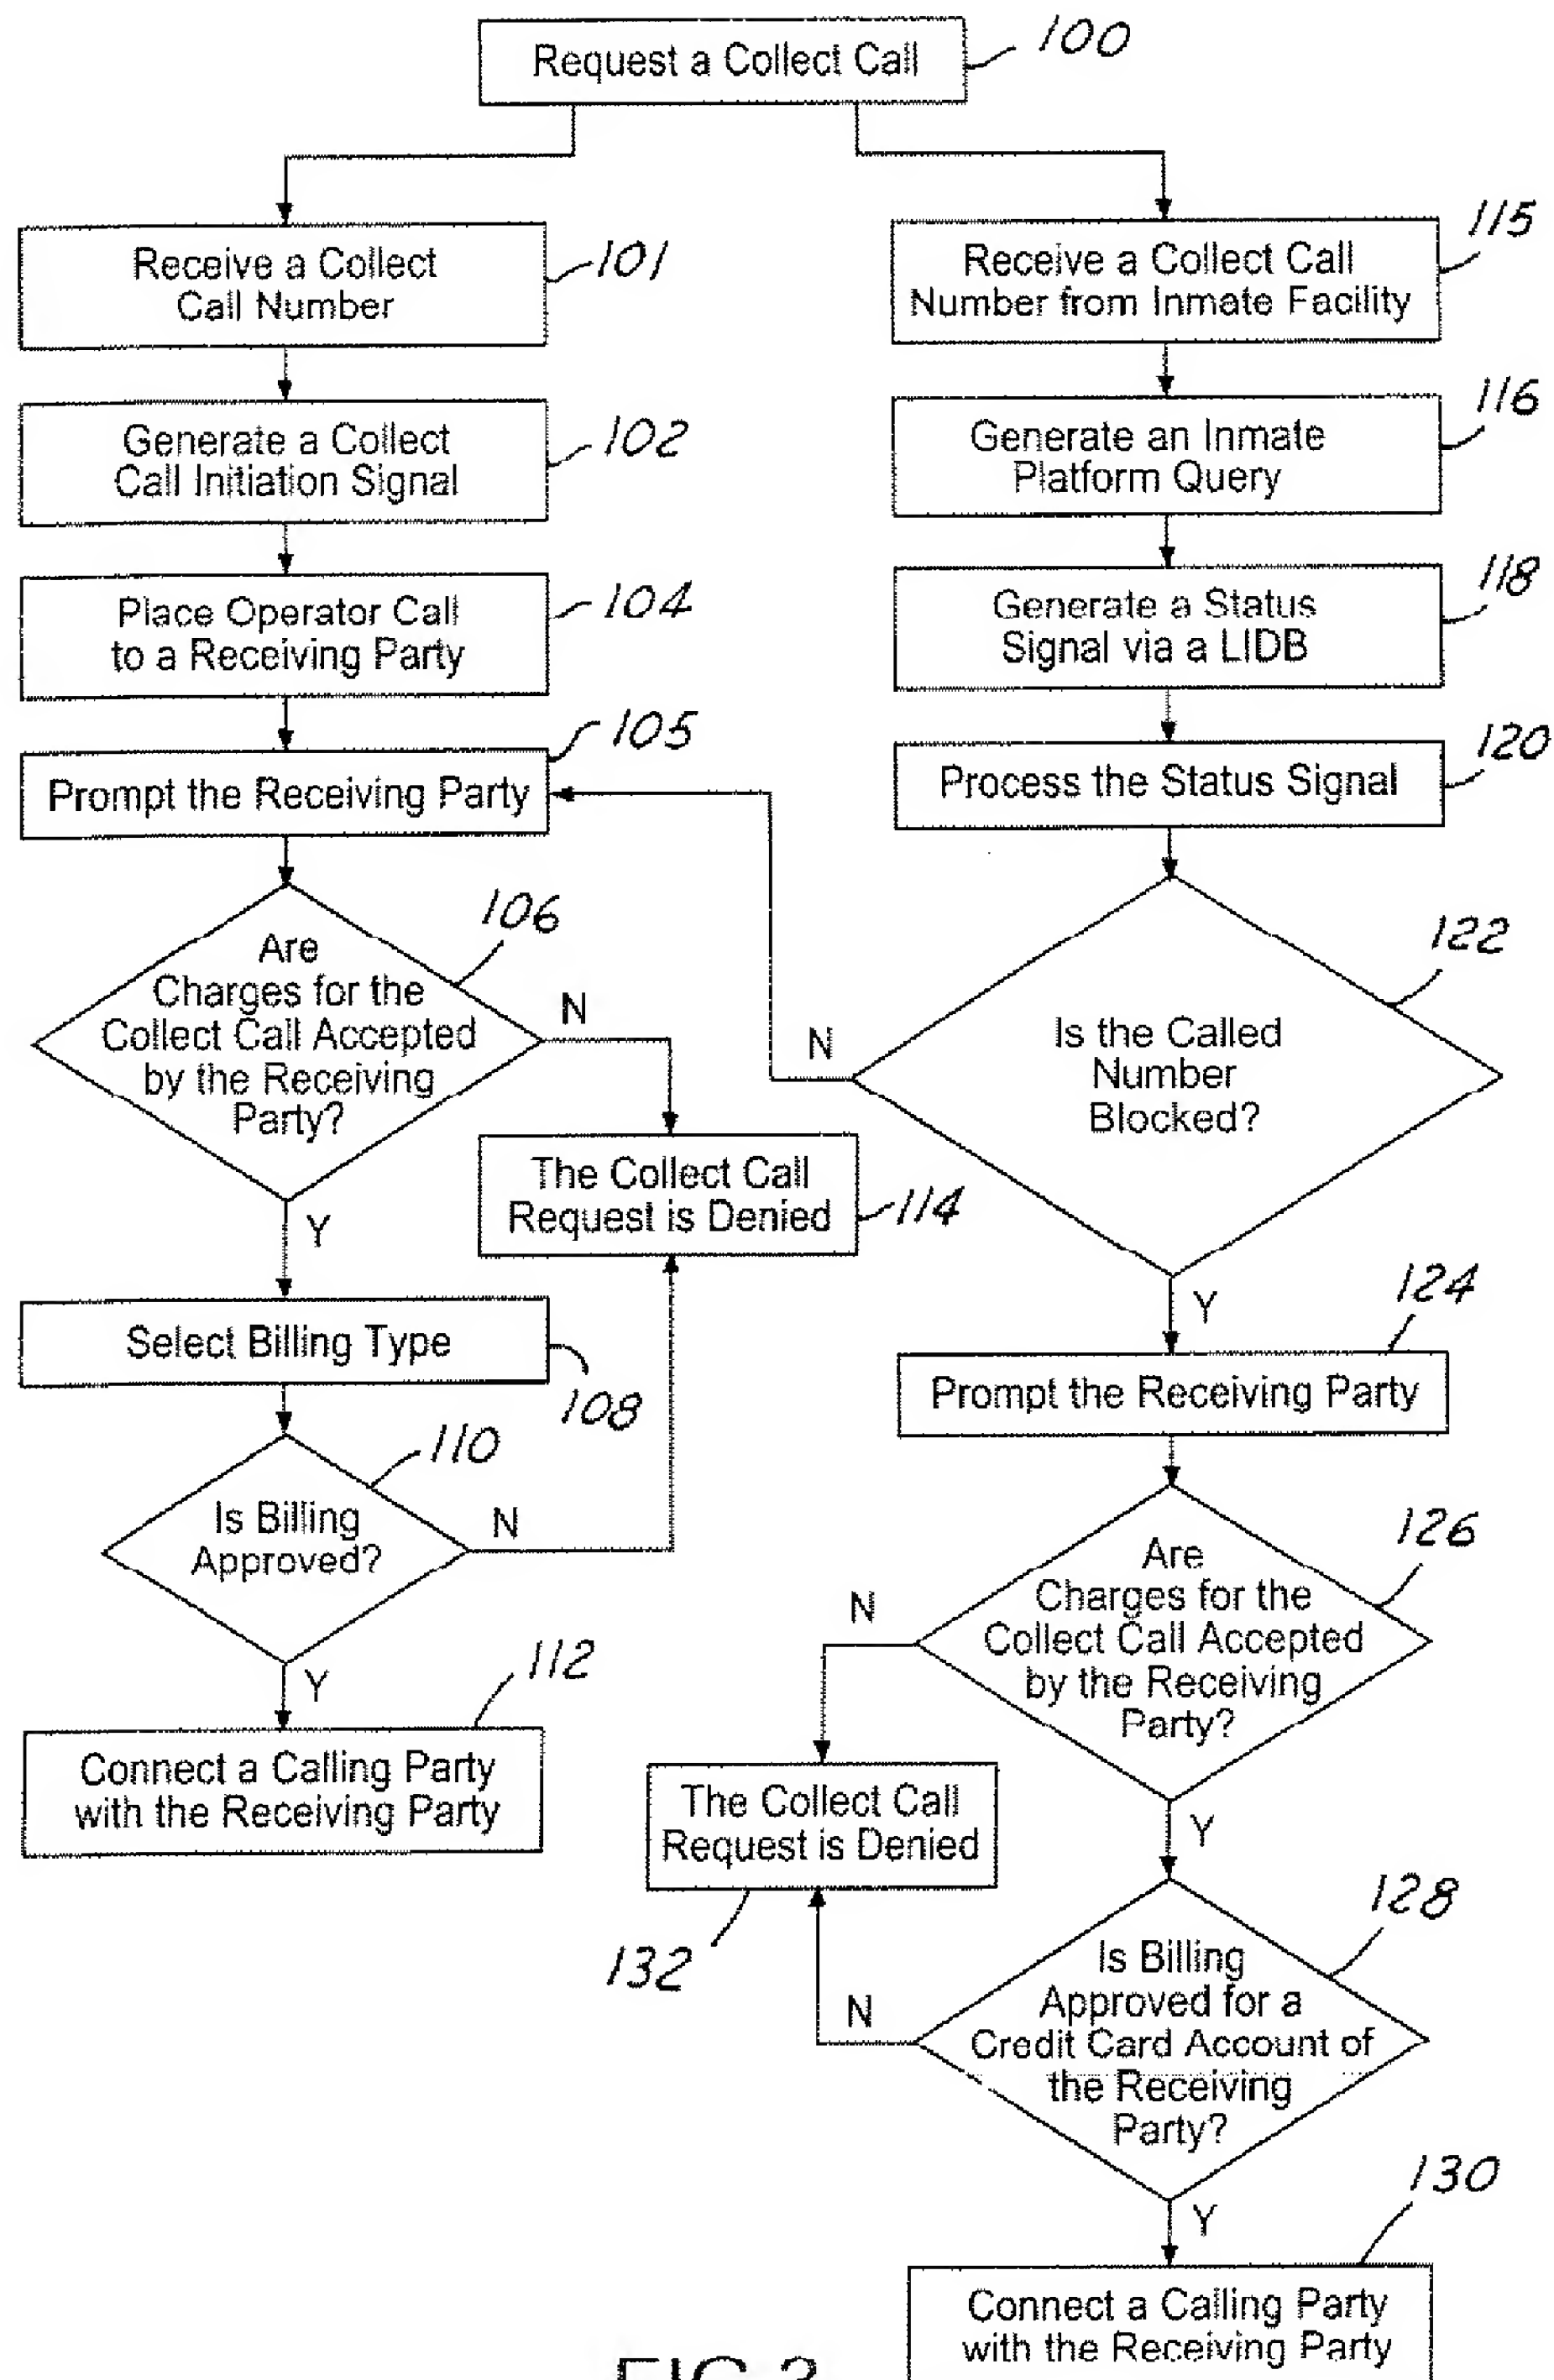 Request a Collect Call
100
Receive a Collect
Call Number
101
Generate a Collect
Call Initiation Signal
102
Place Operator Call
to a Receiving Party
104
105
Prompt the Receiving Party
106
Are
Charges for the
Collect Call Accepted
by the Receiving
Party?
N
Y
The Collect Call
Request is Denied
114
Select Billing Type
108
110
Is Billing
Approved?
N
Y
112
Connect a Calling Party
with the Receiving Party
115
Receive a Collect Call
Number from Inmate Facility
116
Generate an Inmate
Platform Query
118
Generate a Status
Signal via a LIDB
120
Process the Status Signal
122
Is the Called
Number
Blocked?
N
Y
124
Prompt the Receiving Party
126
Are
Charges for the
Collect Call Accepted
by the Receiving
Party?
N
Y
The Collect Call
Request is Denied
132
128
Is Billing
Approved for a
Credit Card Account of
the Receiving
Party?
N
Y
130
Connect a Calling Party
with the Receiving Party